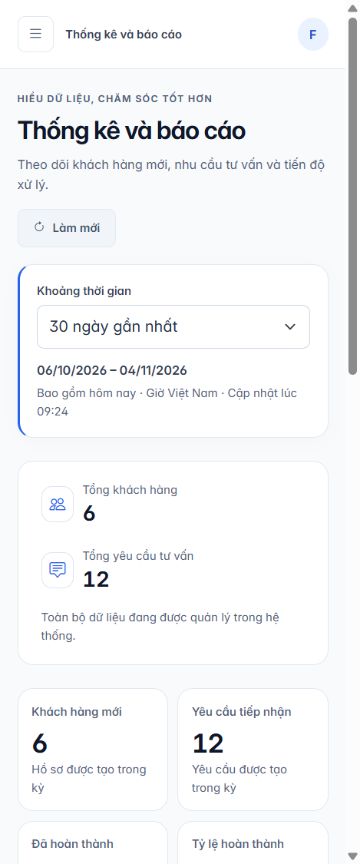 Thống kê và báo cáo
F
HIỂU DỮ LIỆU, CHĂM SÓC TỐT HƠN
Thống kê và báo cáo
Theo dõi khách hàng mới, nhu cầu tư vấn và tiến độ
xử lý.
Làm mới
Khoảng thời gian
30 ngày gần nhất
06/10/2026 – 04/11/2026
Bao gồm hôm nay · Giờ Việt Nam · Cập nhật lúc
09:24
Tổng khách hàng
6
Tổng yêu cầu tư vấn
12
Toàn bộ dữ liệu đang được quản lý trong hệ
thống.
Khách hàng mới
6
Hồ sơ được tạo trong
kỳ
Yêu cầu tiếp nhận
12
Yêu cầu được tạo
trong kỳ
Đã hoàn thành
Tỷ lệ hoàn thành